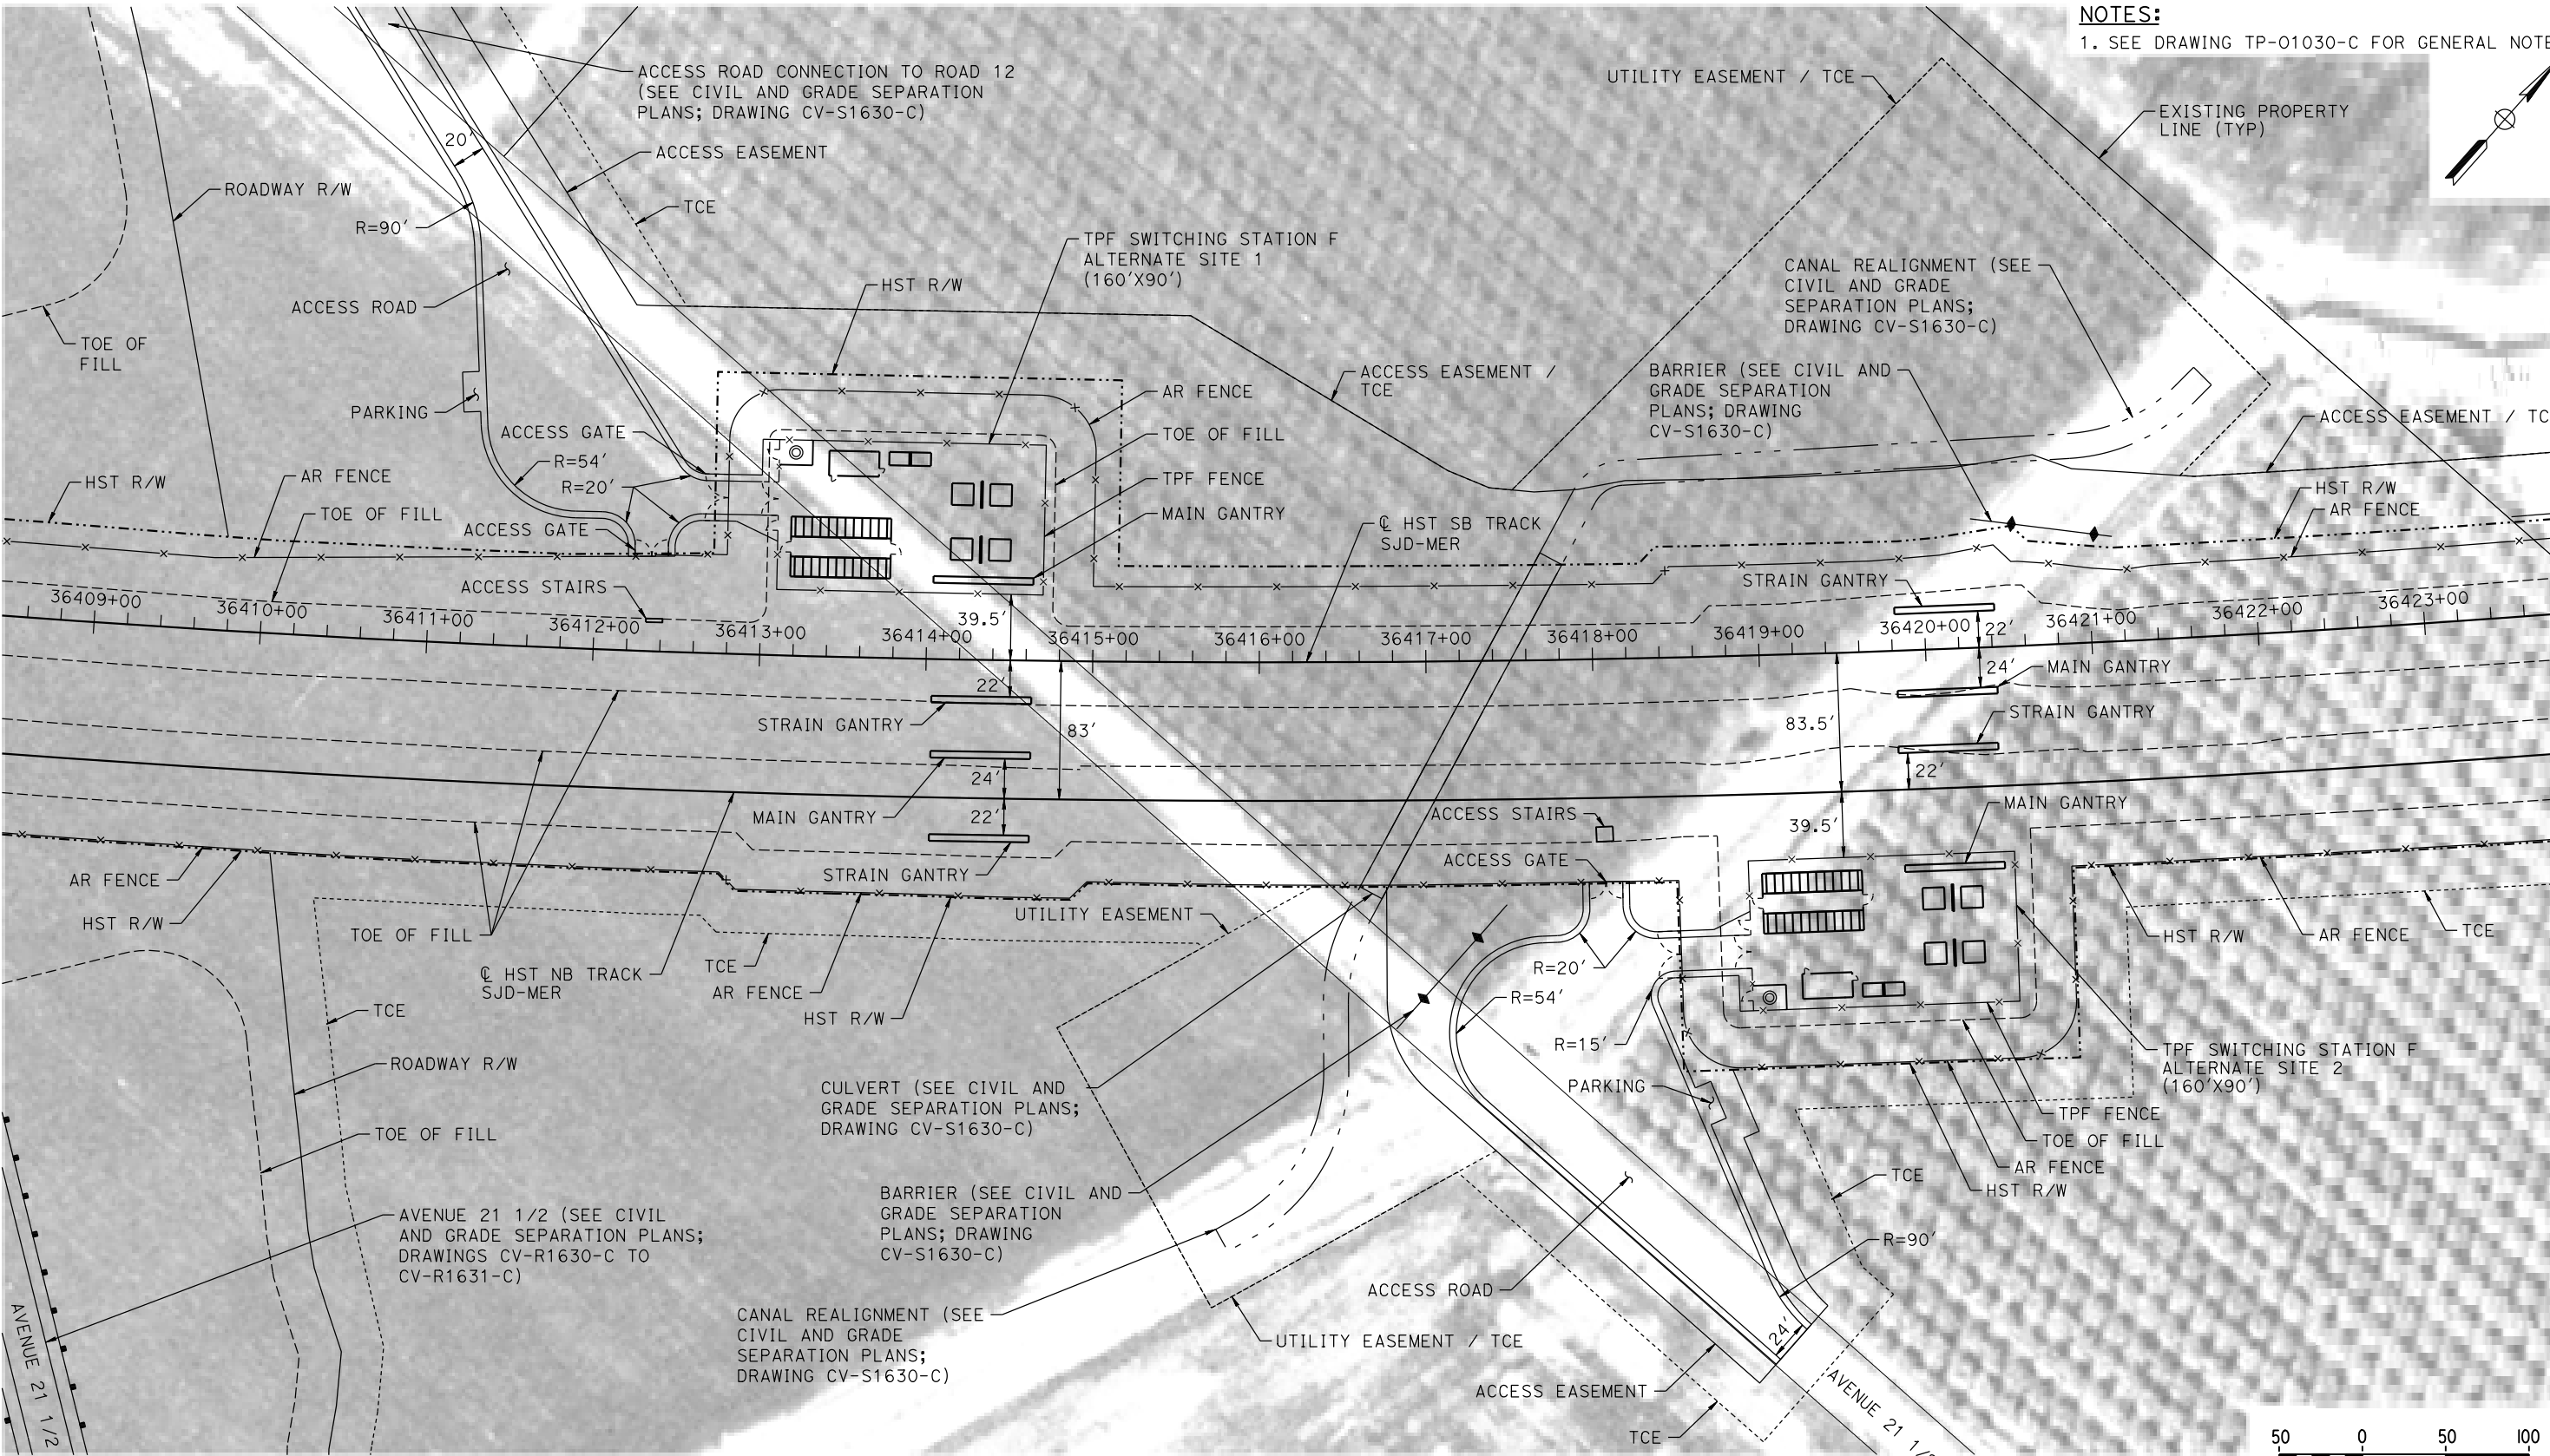 NOTES:
1. SEE DRAWING TP-O1030-C FOR GENERAL NOTE
ACCESS ROAD CONNECTION TO ROAD 12
(SEE CIVIL AND GRADE SEPARATION
PLANS; DRAWING CV-S1630-C)
UTILITY EASEMENT / TCE
EXISTING PROPERTY
LINE (TYP)
20'
ACCESS EASEMENT
ROADWAY R/W
TCE
R=90'
TPF SWITCHING STATION F
ALTERNATE SITE 1
(160'X90')
HST R/W
CANAL REALIGNMENT (SEE
CIVIL AND GRADE
SEPARATION PLANS;
DRAWING CV-S1630-C)
ACCESS ROAD
TOE OF
FILL
BARRIER (SEE CIVIL AND
GRADE SEPARATION
PLANS; DRAWING
CV-S1630-C)
ACCESS EASEMENT /
TCE
AR FENCE
PARKING
ACCESS EASEMENT / TC
ACCESS GATE
TOE OF FILL
R=54'
R=20'
HST R/W
AR FENCE
TPF FENCE
HST R/W
AR FENCE
TOE OF FILL
MAIN GANTRY
ACCESS GATE
℄ HST SB TRACK
SJD-MER
ACCESS STAIRS
STRAIN GANTRY
36409+00
36410+00
36411+00
36412+00
36413+00
36414+00
36415+00
36416+00
36417+00
36418+00
36419+00
36420+00
36421+00
36422+00
36423+00
39.5'
22'
24'
MAIN GANTRY
22'
STRAIN GANTRY
83'
83.5'
STRAIN GANTRY
24'
22'
MAIN GANTRY
22'
MAIN GANTRY
ACCESS STAIRS
39.5'
ACCESS GATE
AR FENCE
STRAIN GANTRY
HST R/W
UTILITY EASEMENT
TOE OF FILL
HST R/W
AR FENCE
TCE
℄ HST NB TRACK
SJD-MER
TCE
AR FENCE
HST R/W
R=20'
R=54'
TCE
R=15'
ROADWAY R/W
TPF SWITCHING STATION F
ALTERNATE SITE 2
(160'X90')
CULVERT (SEE CIVIL AND
GRADE SEPARATION PLANS;
DRAWING CV-S1630-C)
PARKING
TPF FENCE
TOE OF FILL
TOE OF FILL
AR FENCE
TCE
HST R/W
BARRIER (SEE CIVIL AND
GRADE SEPARATION
PLANS; DRAWING
CV-S1630-C)
AVENUE 21 1/2 (SEE CIVIL
AND GRADE SEPARATION PLANS;
DRAWINGS CV-R1630-C TO
CV-R1631-C)
R=90'
ACCESS ROAD
CANAL REALIGNMENT (SEE
CIVIL AND GRADE
SEPARATION PLANS;
DRAWING CV-S1630-C)
UTILITY EASEMENT / TCE
24'
ACCESS EASEMENT
TCE
AVENUE 21 1/2
AVENUE 21 1/
50 0 50 100